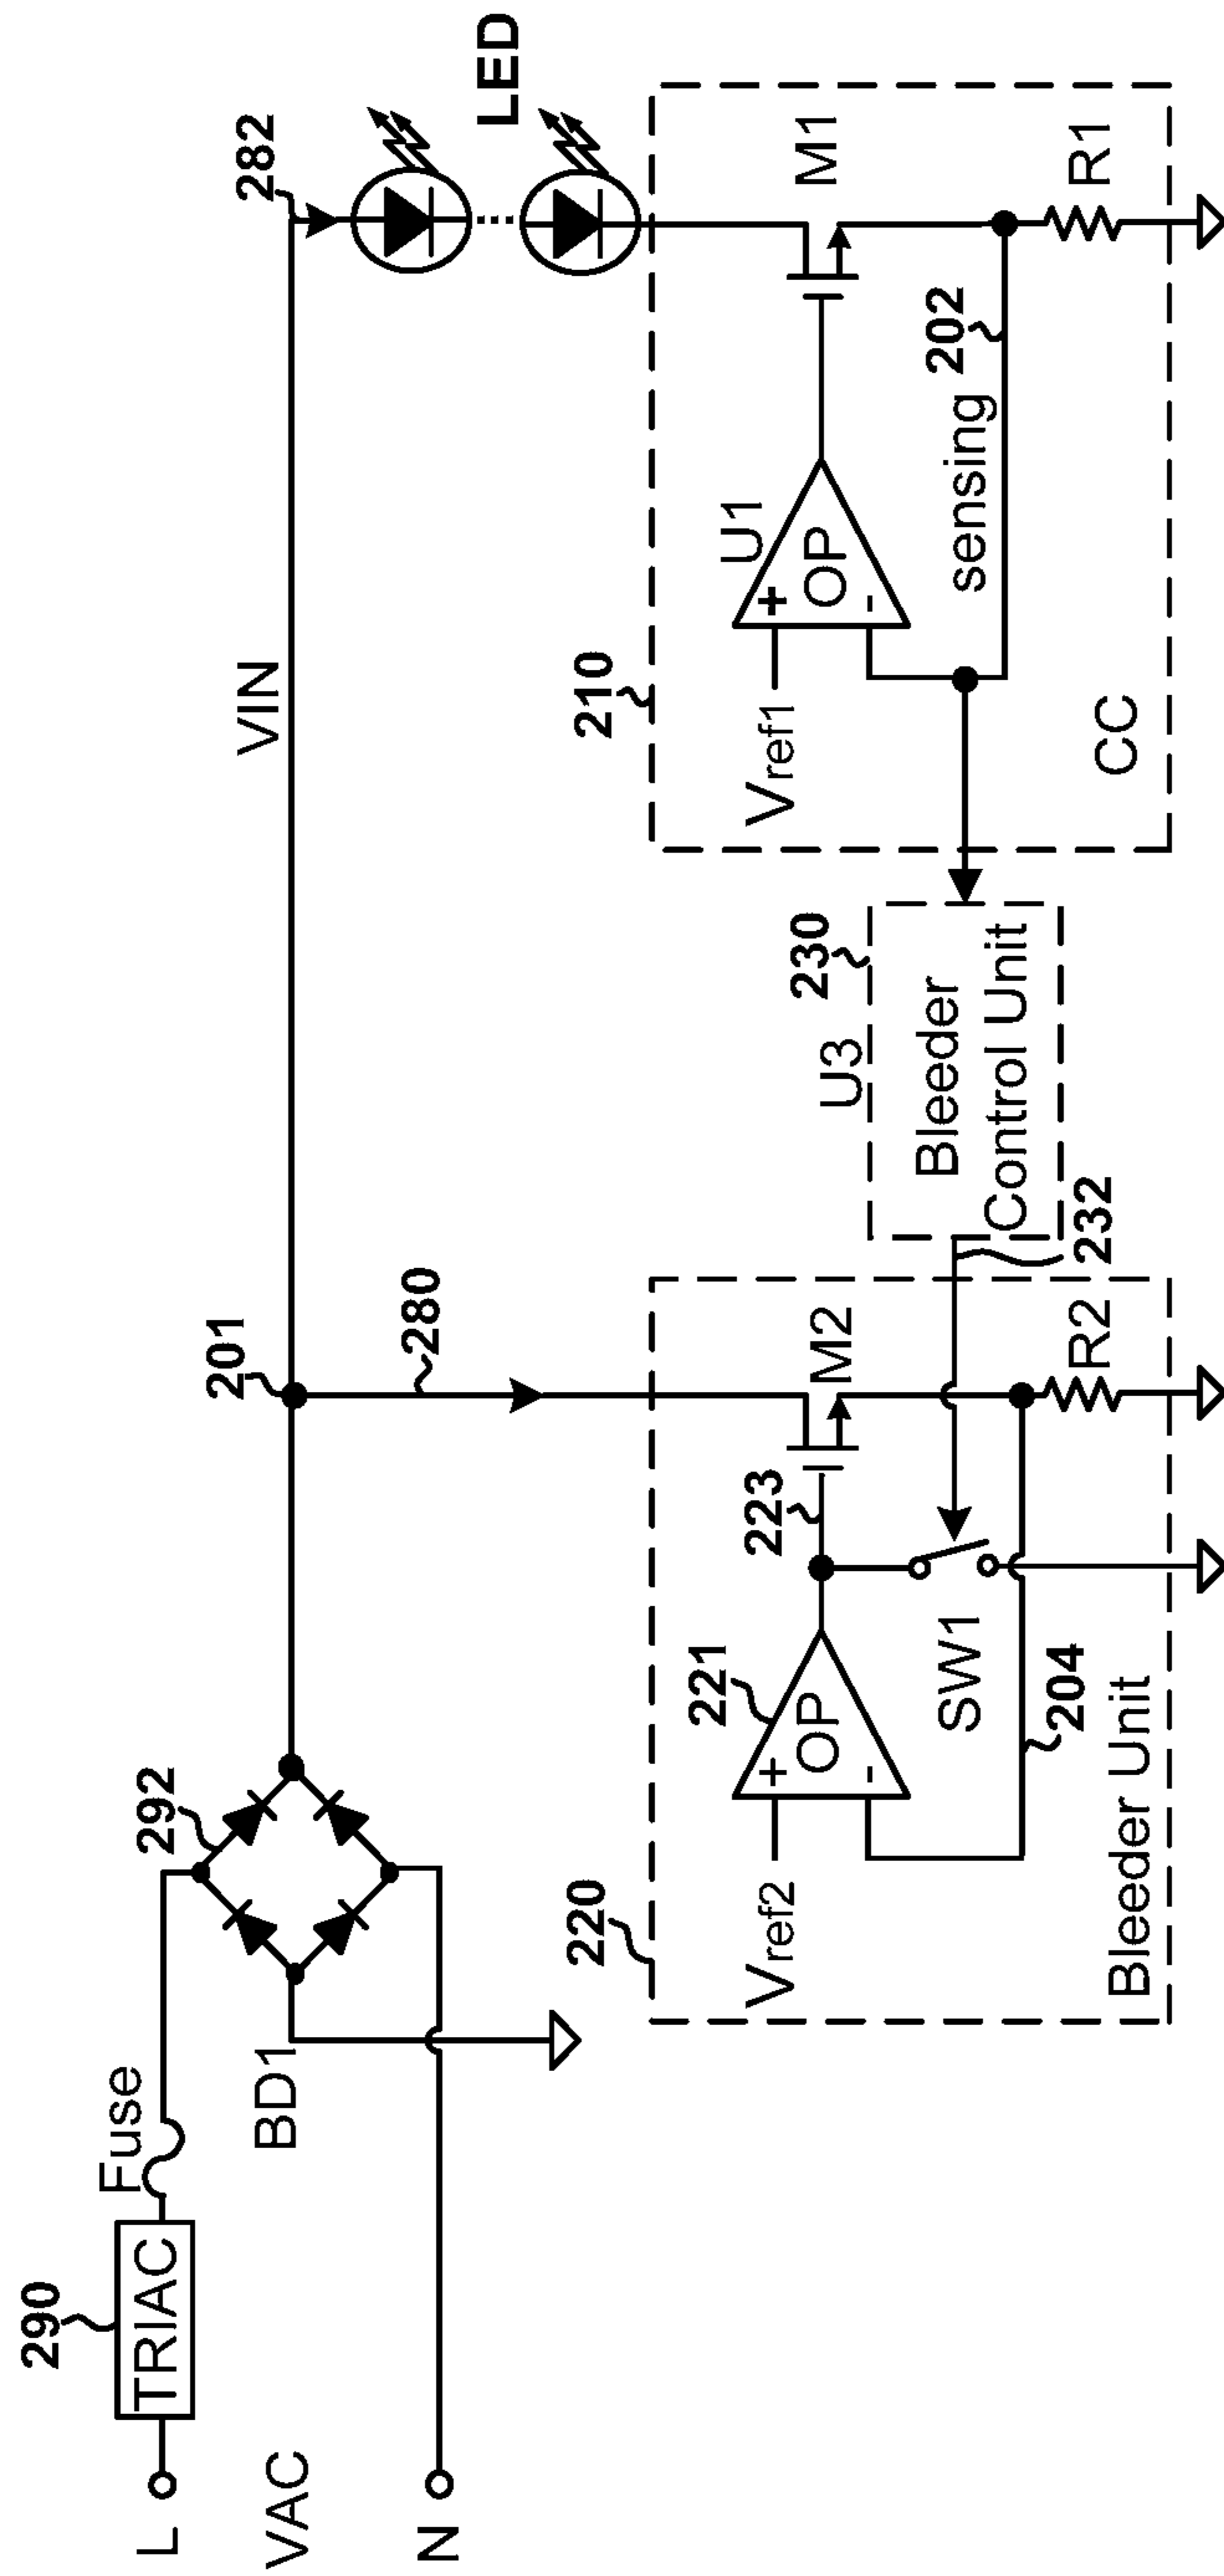 290
TRIAC
Fuse
L
VAC
N
BD1
292
201
VIN
282
LED
280
220
Vref2
221
+
OP
-
223
M2
SW1
204
R2
Bleeder Unit
232
U3
230
Bleeder
Control Unit
210
Vref1
U1
+
OP
-
M1
sensing
202
R1
CC